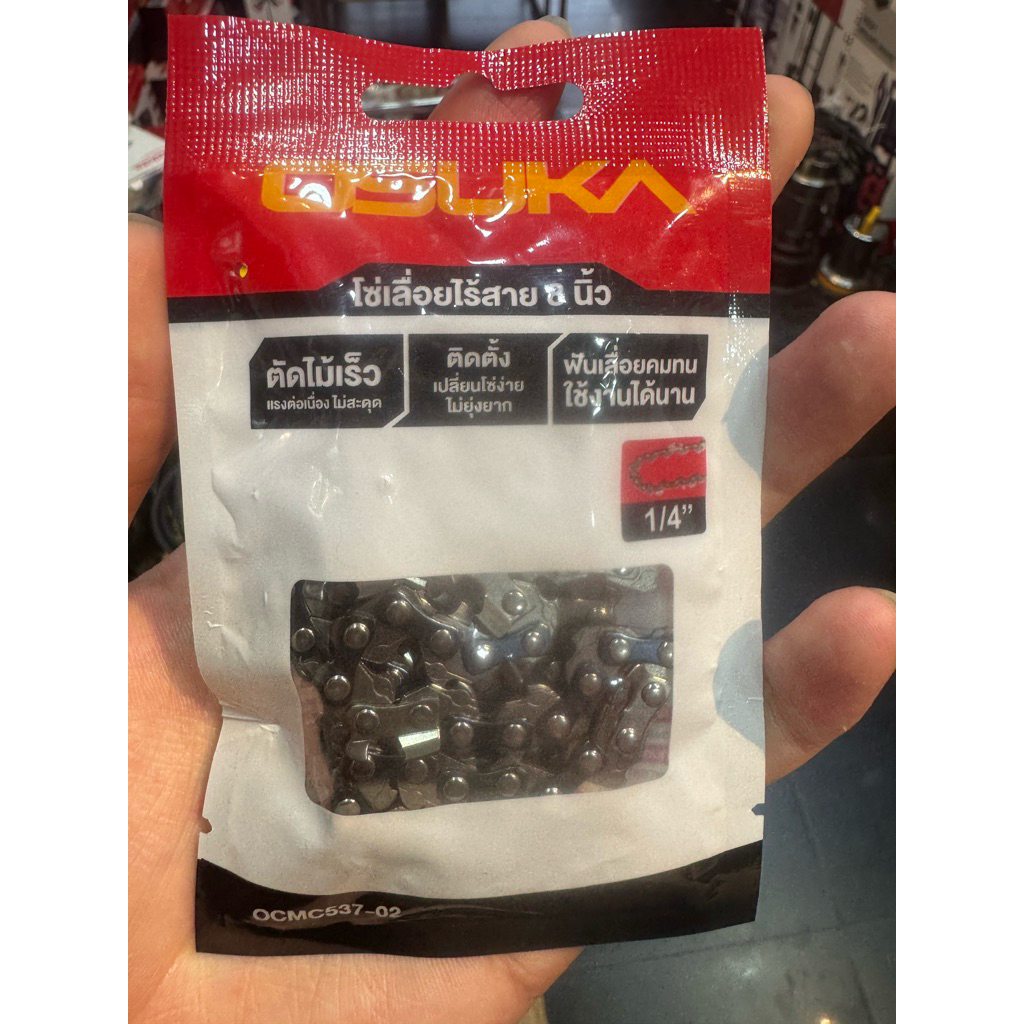 OSUKA
โซ่เลื่อยไร้สาย 8 นิ้ว
ตัดไม้เร็ว
แรงต่อเนื่อง ไม่สะดุด
ติดตั้ง
เปลี่ยนโซ่ง่าย
ไม่ยุ่งยาก
ฟันเลื่อยคมทน
ใช้งานได้นาน
1/4”
OCMC537-02